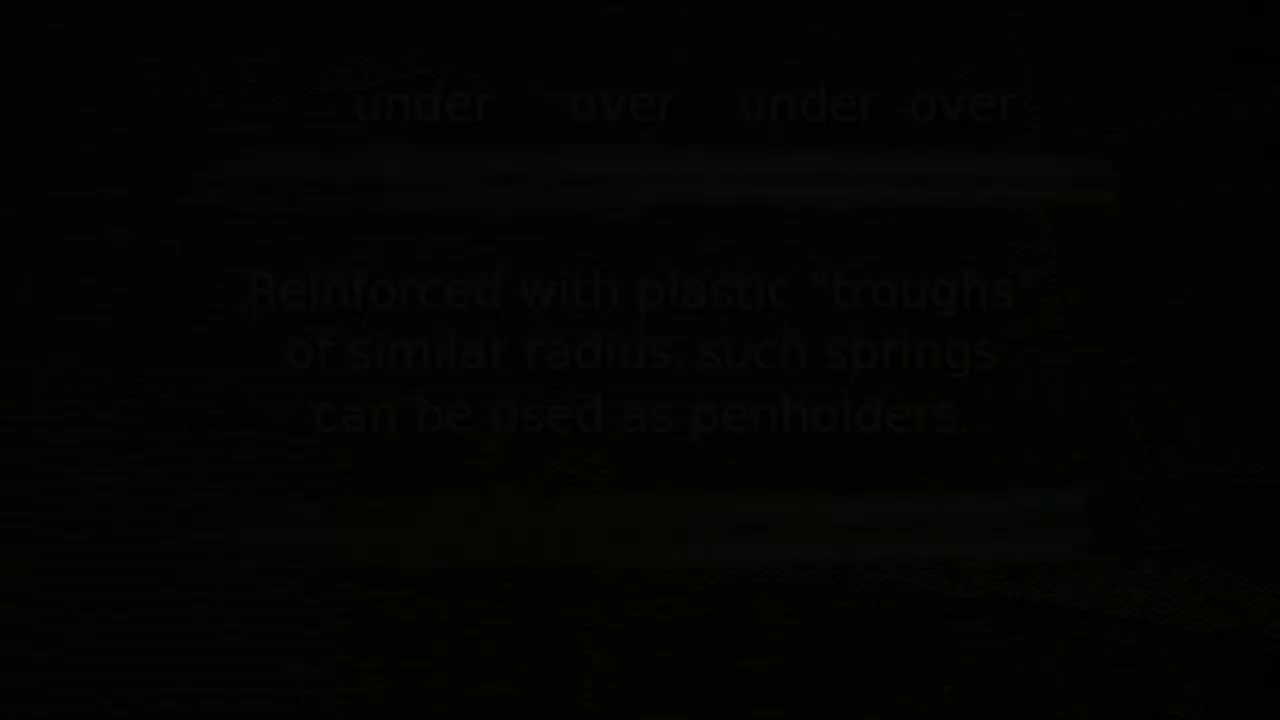 under over under over
Reinforced with plastic "troughs"
of similar radius, such springs
can be used as penholders.